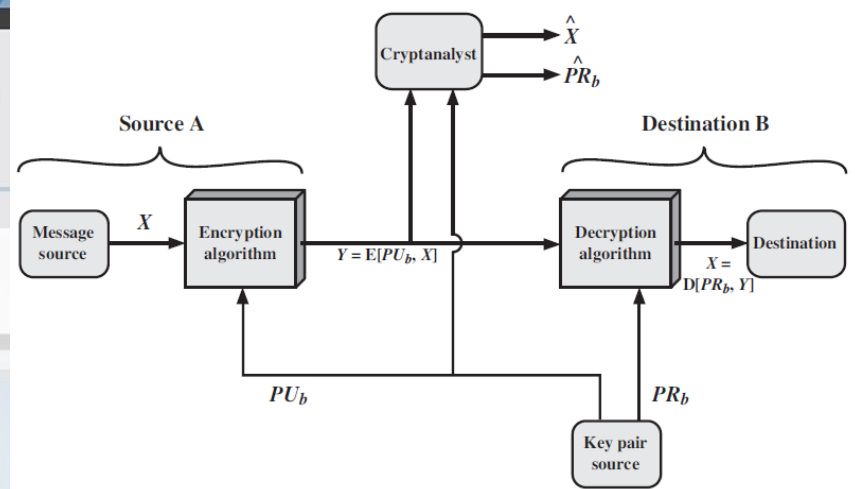 Cryptanalyst
X̂
P̂R_b
Source A
Destination B
Message
source
X
Encryption
algorithm
Y = E[PU_b, X]
Decryption
algorithm
X =
D[PR_b, Y]
Destination
PU_b
PR_b
Key pair
source